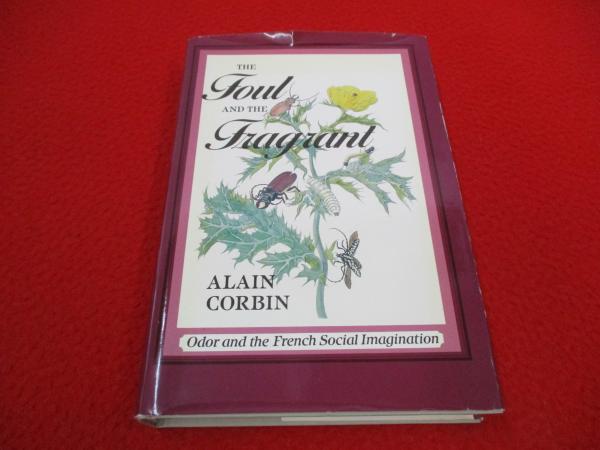 THE
Foul
AND THE
Fragrant
ALAIN
CORBIN
Odor and the French Social Imagination